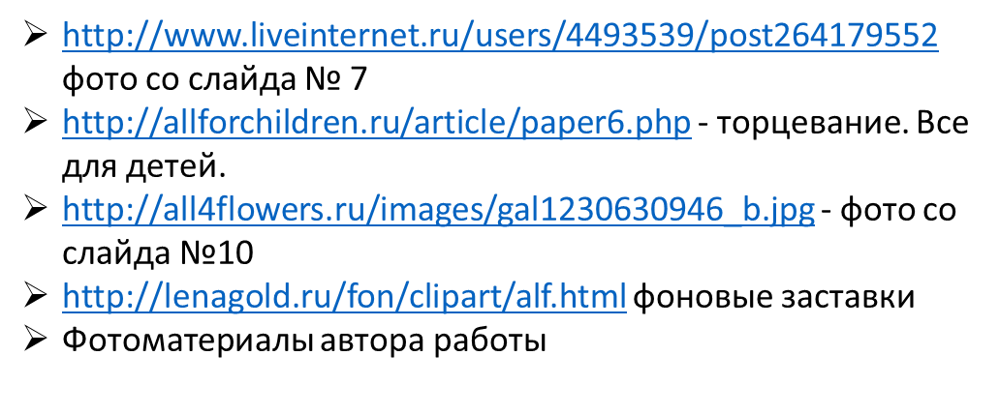 ➢ http://www.liveinternet.ru/users/4493539/post264179552
фото со слайда № 7
➢ http://allforchildren.ru/article/paper6.php - торцевание. Все
для детей.
➢ http://all4flowers.ru/images/gal1230630946_b.jpg - фото со
слайда №10
➢ http://lenagold.ru/fon/clipart/alf.html фоновые заставки
➢ Фотоматериалы автора работы